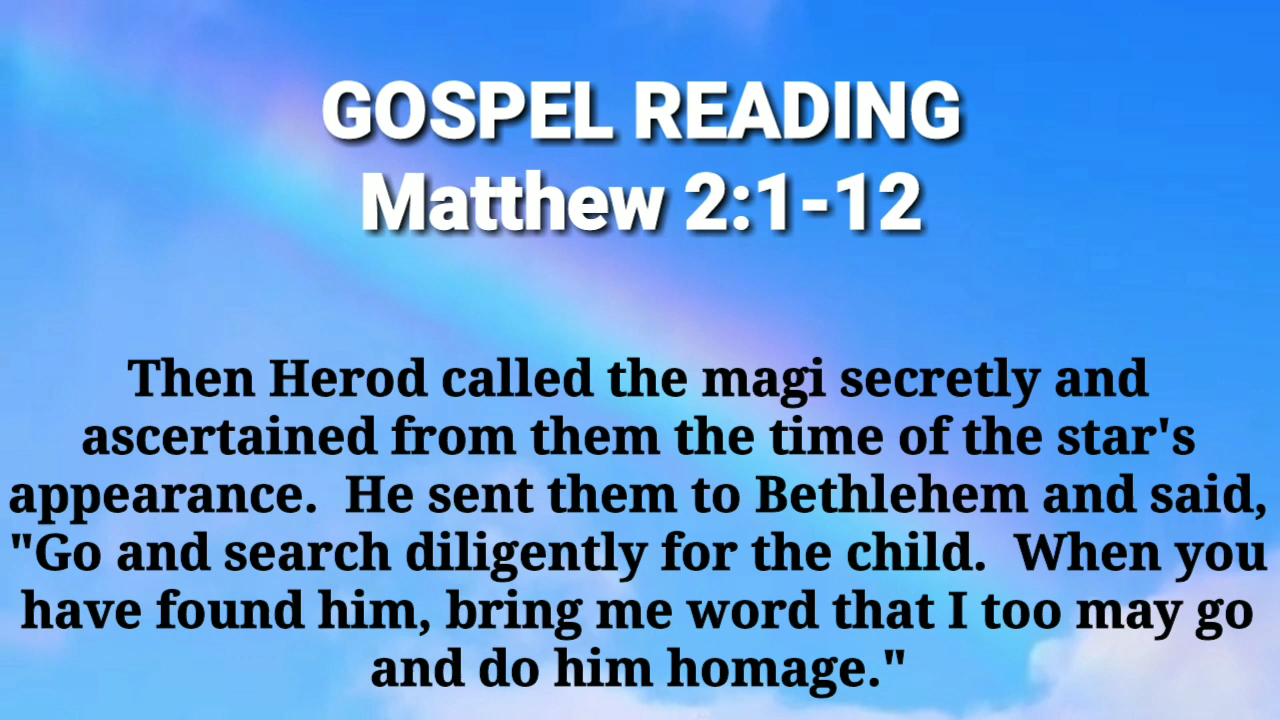 GOSPEL READING
Matthew 2:1-12
Then Herod called the magi secretly and
ascertained from them the time of the star's
appearance.  He sent them to Bethlehem and said,
"Go and search diligently for the child.  When you
have found him, bring me word that I too may go
and do him homage."